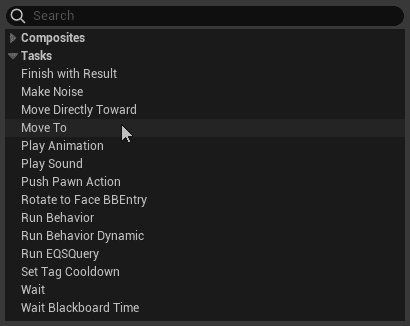 Search
Composites
Tasks
Finish with Result
Make Noise
Move Directly Toward
Move To
Play Animation
Play Sound
Push Pawn Action
Rotate to Face BBEntry
Run Behavior
Run Behavior Dynamic
Run EQSQuery
Set Tag Cooldown
Wait
Wait Blackboard Time